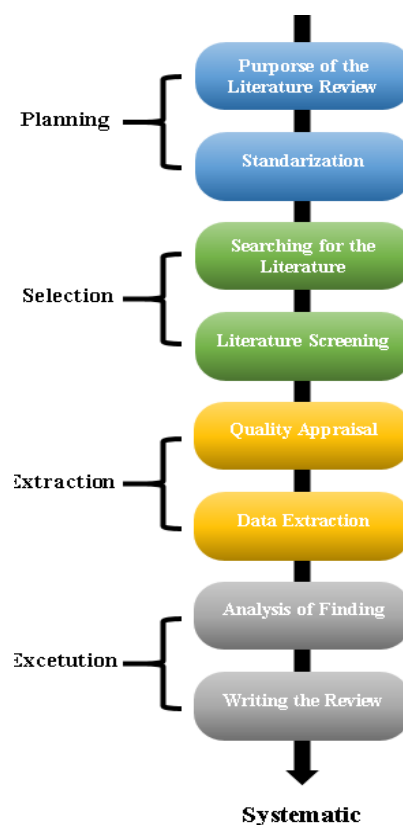 Purporse of the
Literature Review
Planning
Standarization
Searching for the
Literature
Selection
Literature Screening
Quality Appraisal
Extraction
Data Extraction
Analysis of Finding
Excetution
Writing the Review
Systematic